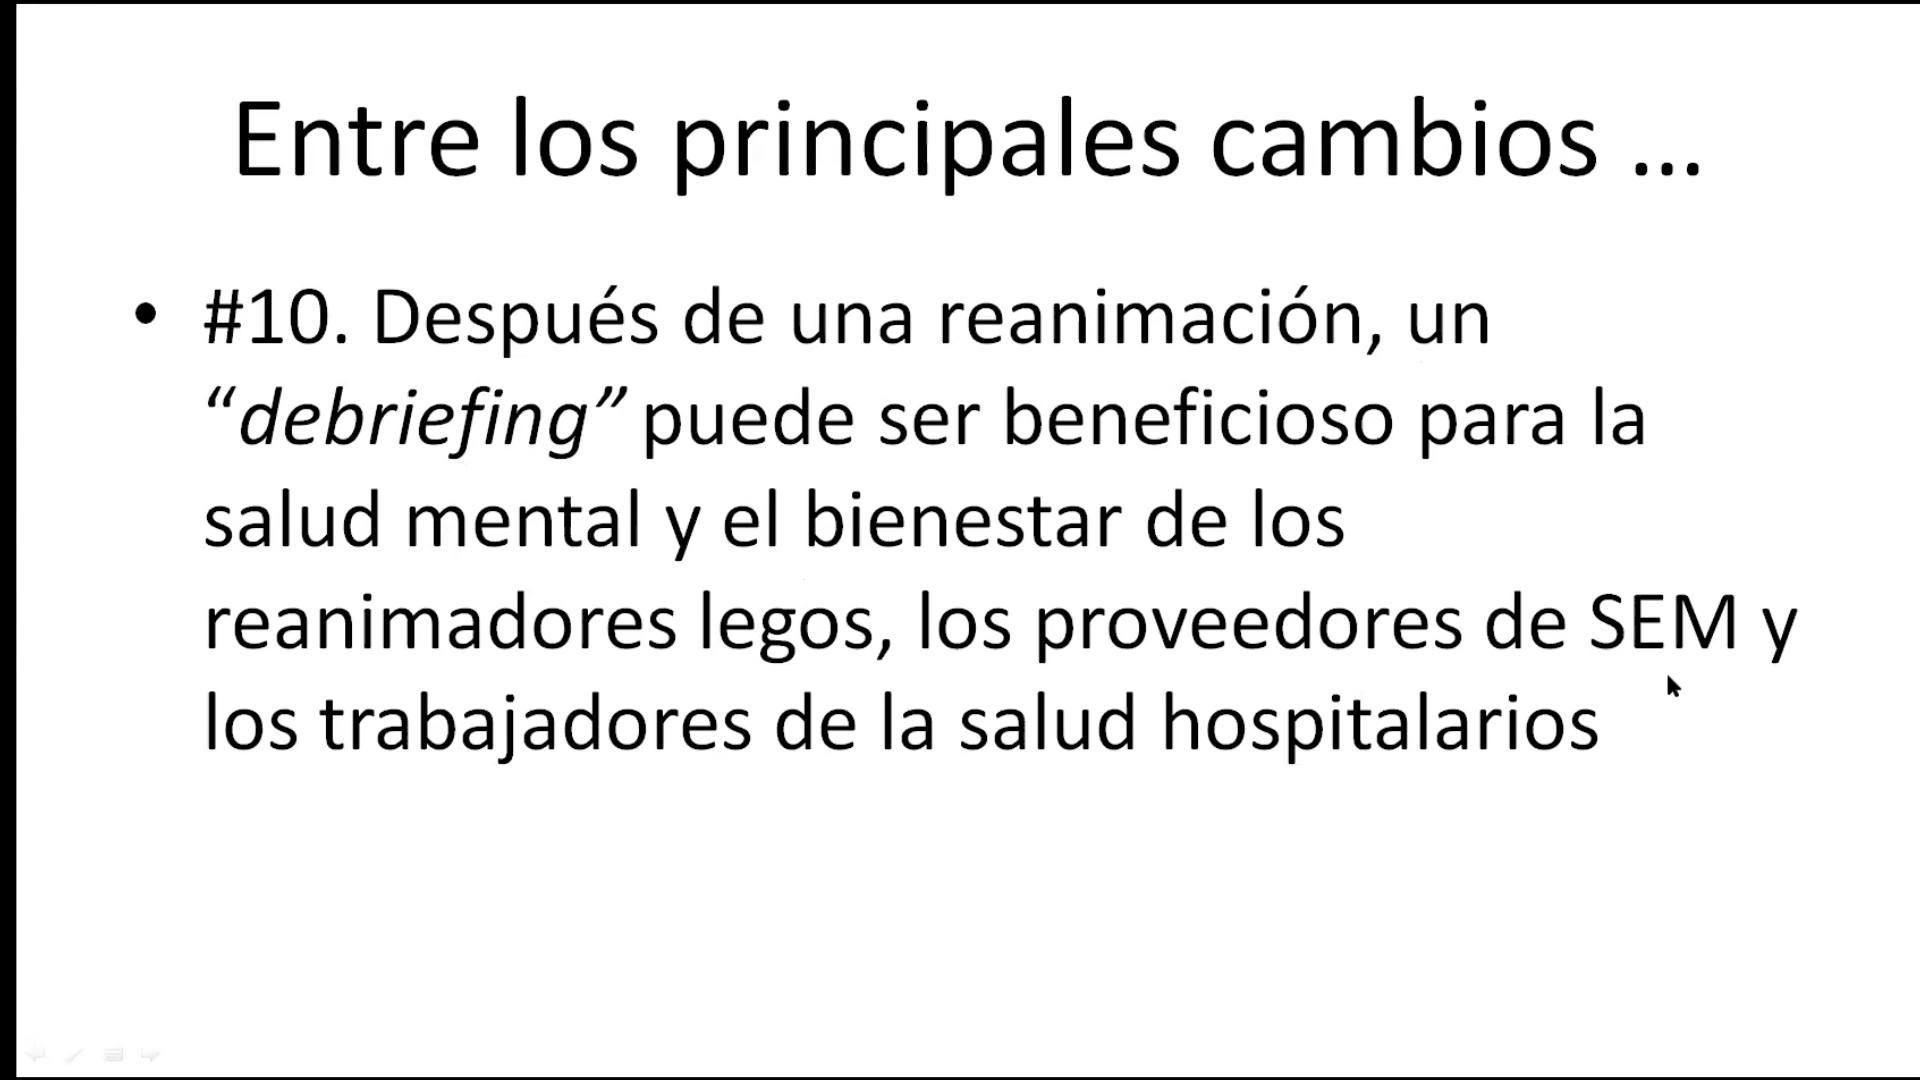 Entre los principales cambios ...
• #10. Después de una reanimación, un
“debriefing” puede ser beneficioso para la
salud mental y el bienestar de los
reanimadores legos, los proveedores de SEM y
los trabajadores de la salud hospitalarios